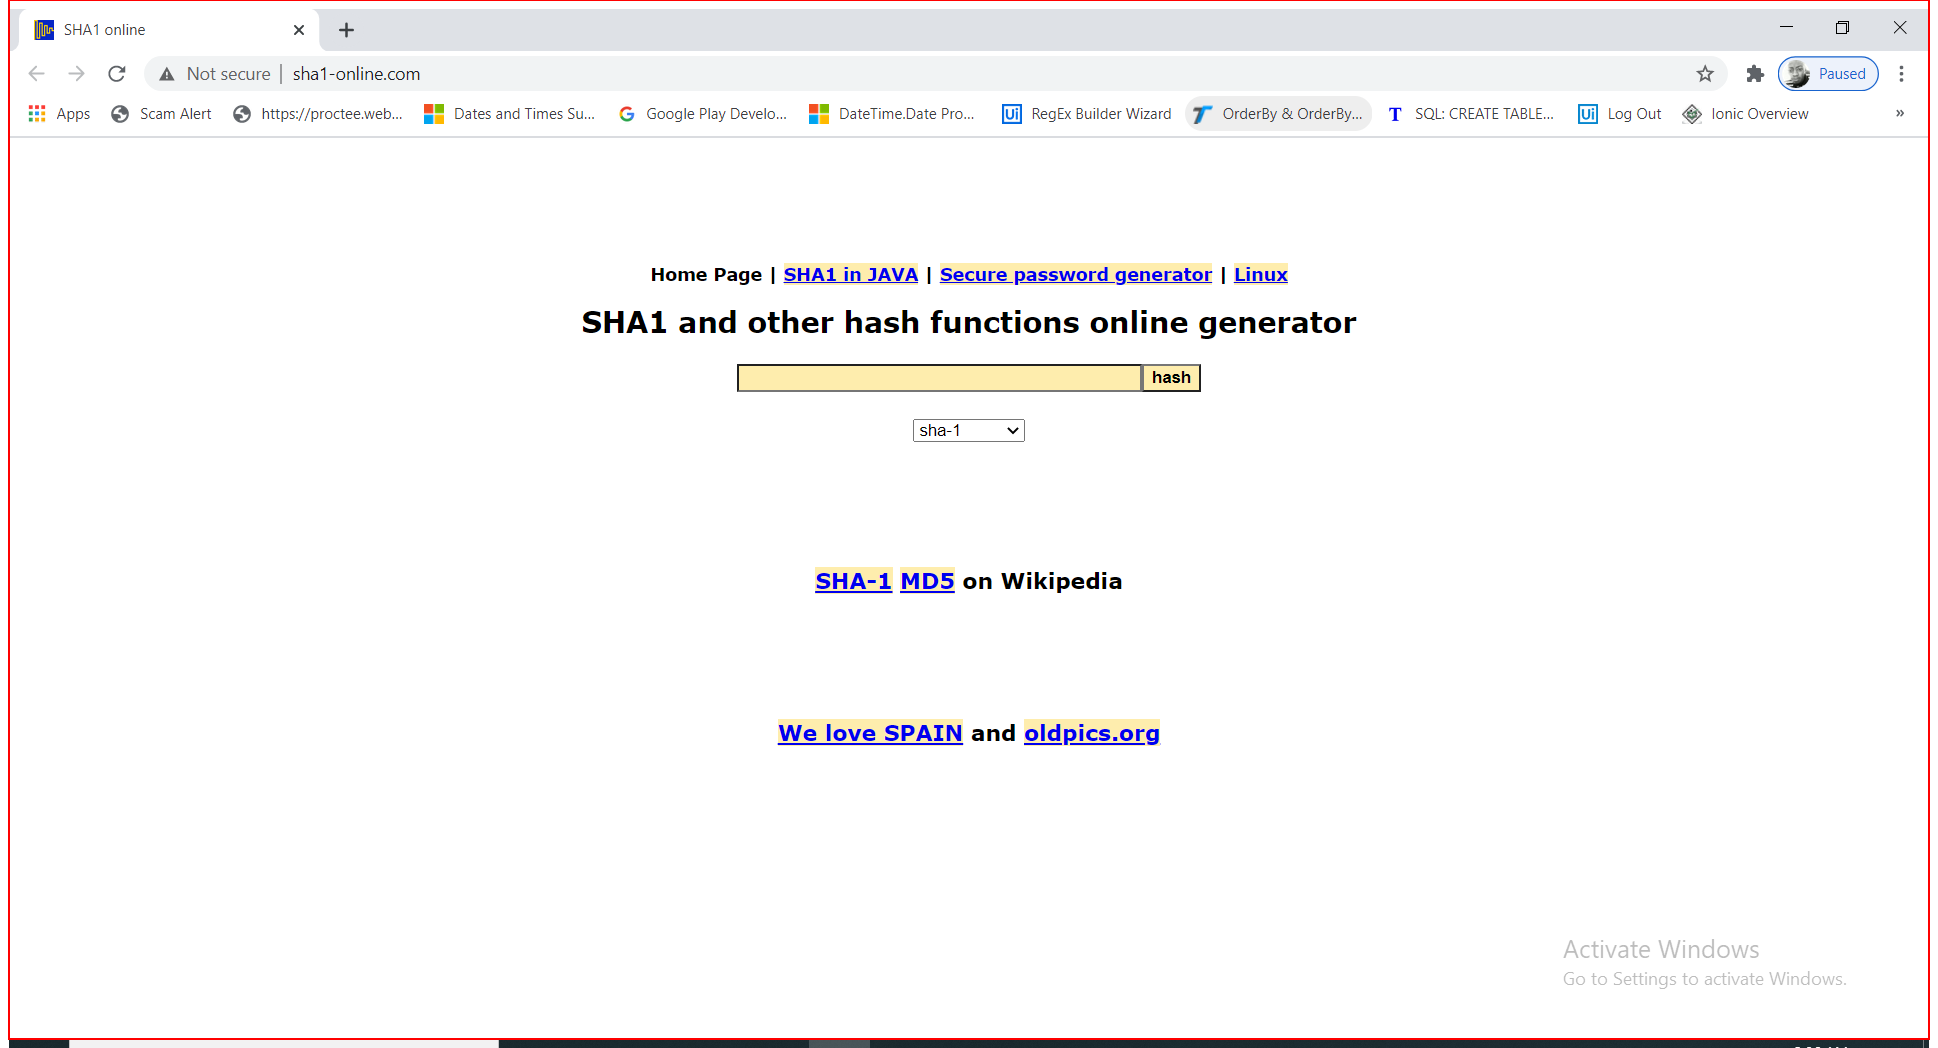 SHA1 online
Not secure | sha1-online.com
Paused
Apps
Scam Alert
https://proctee.web...
Dates and Times Su...
Google Play Develo...
DateTime.Date Pro...
Ui RegEx Builder Wizard
OrderBy & OrderBy...
T SQL: CREATE TABLE...
Ui Log Out
Ionic Overview
»
Home Page | SHA1 in JAVA | Secure password generator | Linux
SHA1 and other hash functions online generator
hash
sha-1
SHA-1 MD5 on Wikipedia
We love SPAIN and oldpics.org
Activate Windows
Go to Settings to activate Windows.